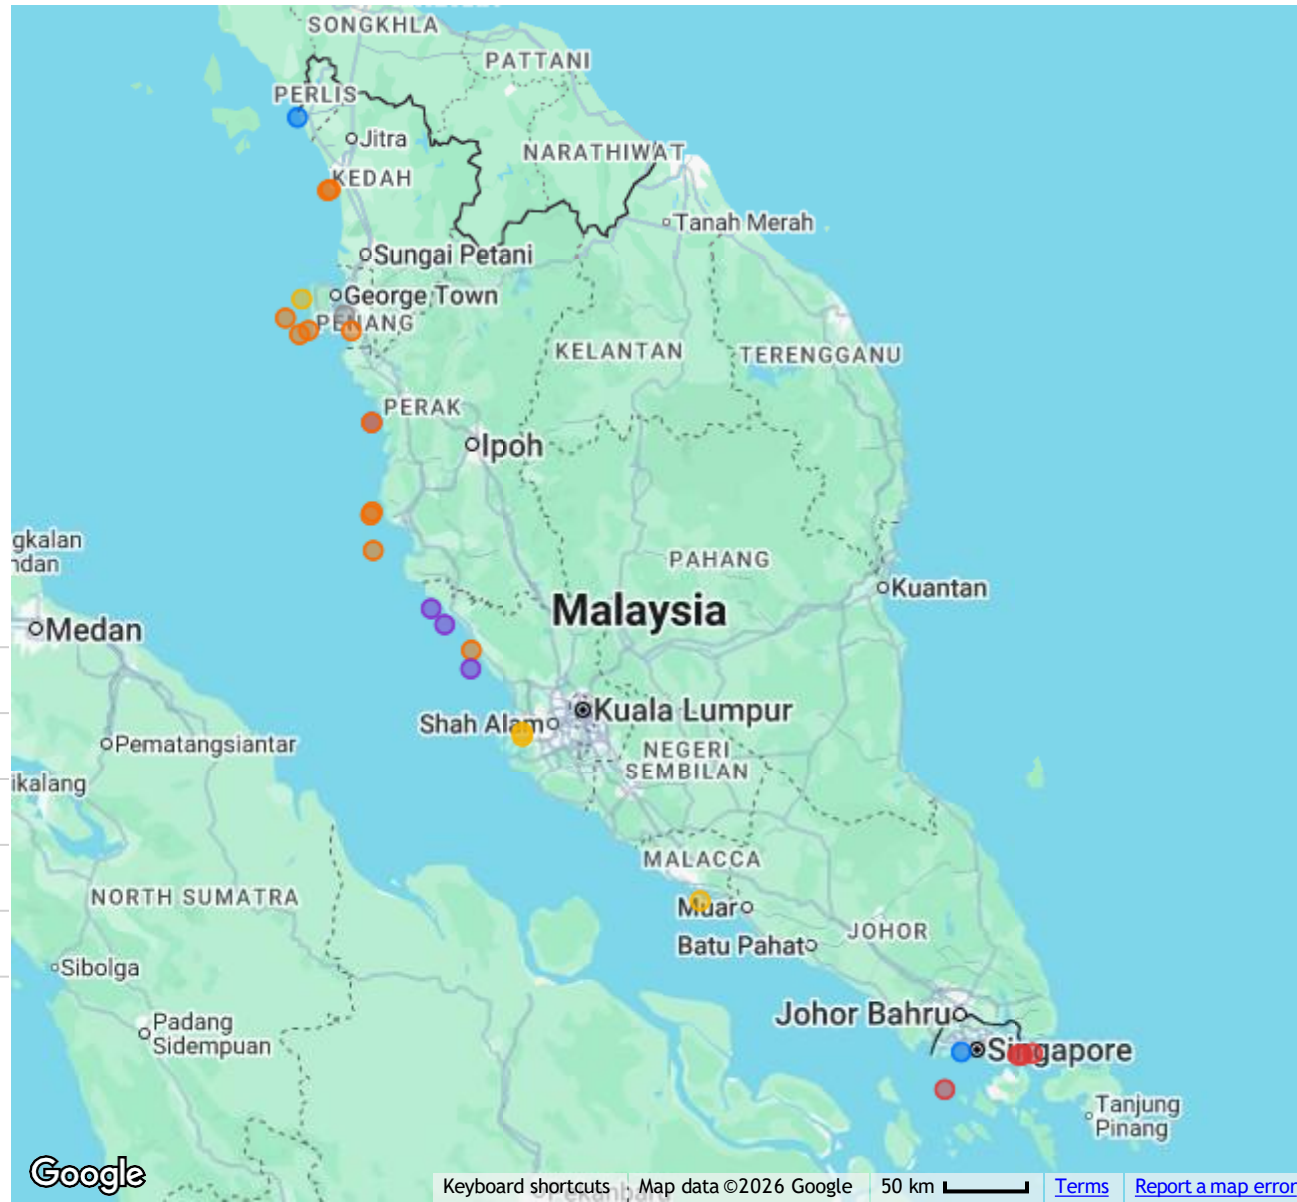 SONGKHLA
PATTANI
PERLIS
Jitra
NARATHIWAT
KEDAH
Tanah Merah
Sungai Petani
George Town
PENANG
KELANTAN
TERENGGANU
PERAK
Ipoh
gkalan
ndan
PAHANG
Kuantan
Malaysia
Medan
Kuala Lumpur
Shah Alam
Pematangsiantar
NEGERI
SEMBILAN
ikalang
MALACCA
NORTH SUMATRA
Muar
JOHOR
Batu Pahat
Sibolga
Johor Bahru
Padang
Sidempuan
Singapore
Tanjung
Pinang
Google
Pekanbaru
Keyboard shortcuts Map data ©2026 Google 50 km Terms Report a map error